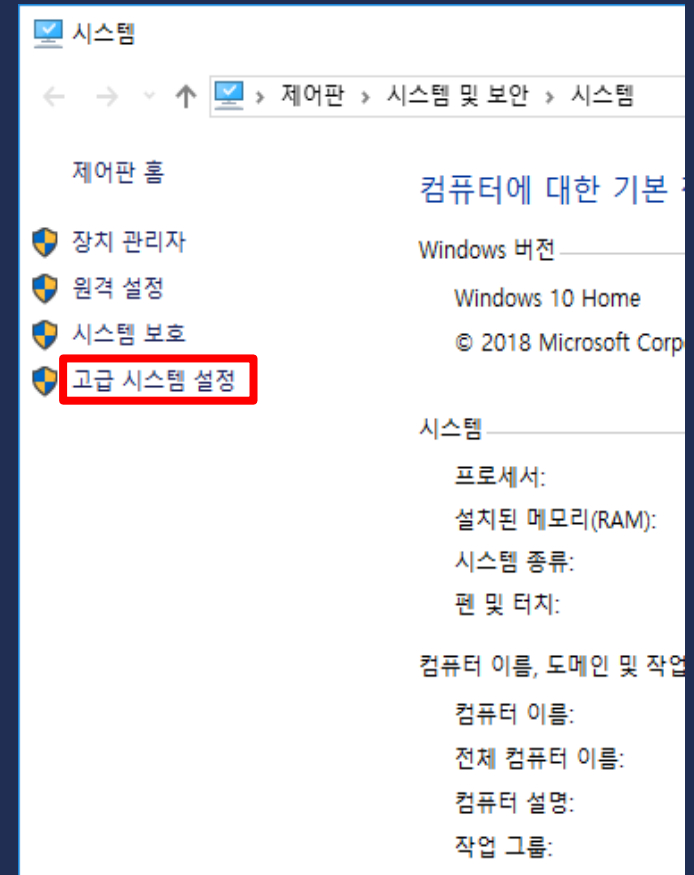 시스템
제어판 › 시스템 및 보안 › 시스템
제어판 홈
장치 관리자
원격 설정
시스템 보호
고급 시스템 설정
컴퓨터에 대한 기본
Windows 버전
Windows 10 Home
© 2018 Microsoft Corp
시스템
프로세서:
설치된 메모리(RAM):
시스템 종류:
펜 및 터치:
컴퓨터 이름, 도메인 및 작업
컴퓨터 이름:
전체 컴퓨터 이름:
컴퓨터 설명:
작업 그룹: